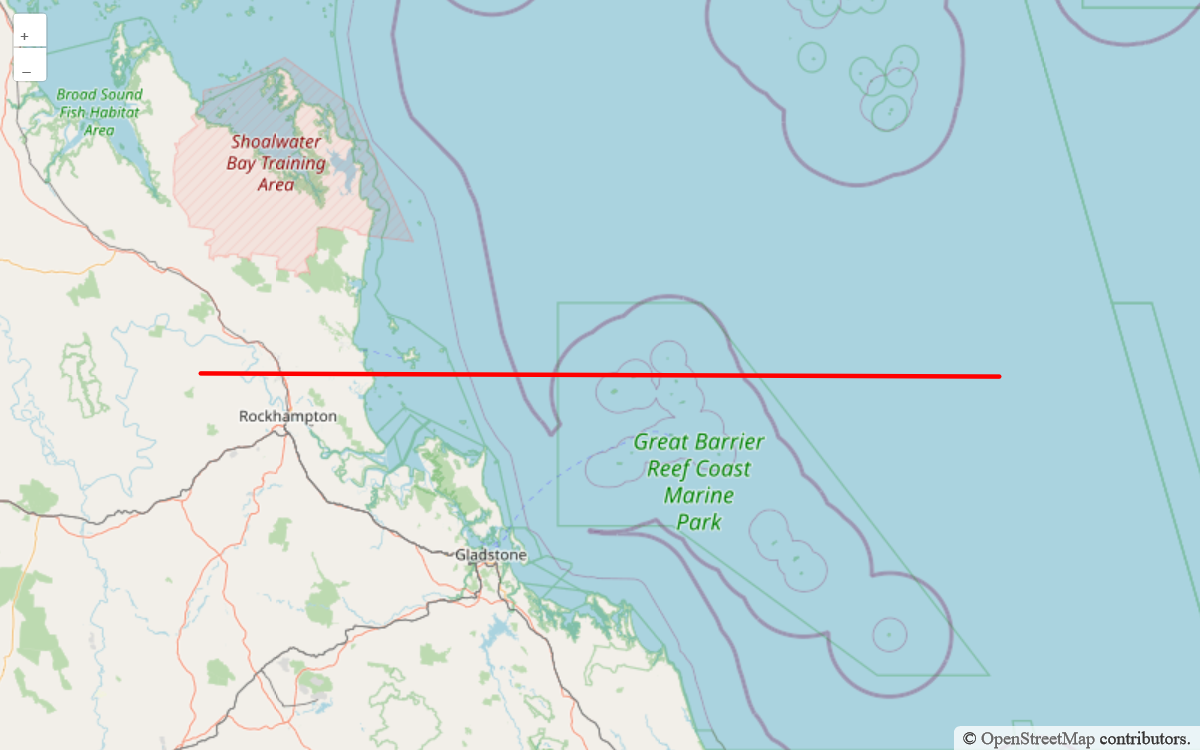 +
–
Broad Sound
Fish Habitat
Area
Shoalwater
Bay Training
Area
Rockhampton
Great Barrier
Reef Coast
Marine
Park
Gladstone
© OpenStreetMap contributors.